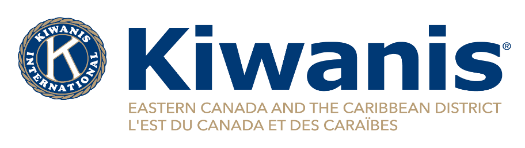 KIWANIS
K
INTERNATIONAL
Kiwanis®
EASTERN CANADA AND THE CARIBBEAN DISTRICT
L'EST DU CANADA ET DES CARAÏBES